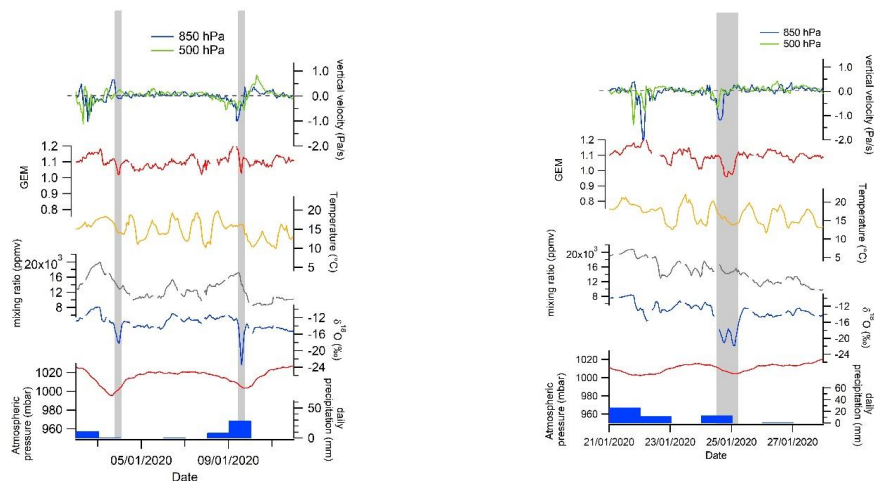 850 hPa
500 hPa
1.0
0.0
-1.0
-2.0
vertical velocity (Pa/s)
1.2
1.1
1.0
0.9
0.8
GEM
20
15
10
5
Temperature (°C)
20x10³
16
12
8
mixing ratio (ppmv)
-12
-16
-20
-24
δ¹⁸O (‰)
1020
1000
980
960
Atmospheric pressure (mbar)
50
0
daily precipitation (mm)
05/01/2020
09/01/2020
Date
850 hPa
500 hPa
1.0
0.0
-1.0
-2.0
vertical velocity (Pa/s)
1.2
1.1
1.0
0.9
0.8
GEM
20
15
10
5
Temperature (°C)
20x10³
16
12
8
mixing ratio (ppmv)
-12
-16
-20
-24
-26
δ¹⁸O (‰)
1020
1000
980
960
Atmospheric pressure (mbar)
60
40
20
0
daily precipitation (mm)
21/01/2020
23/01/2020
25/01/2020
27/01/2020
Date